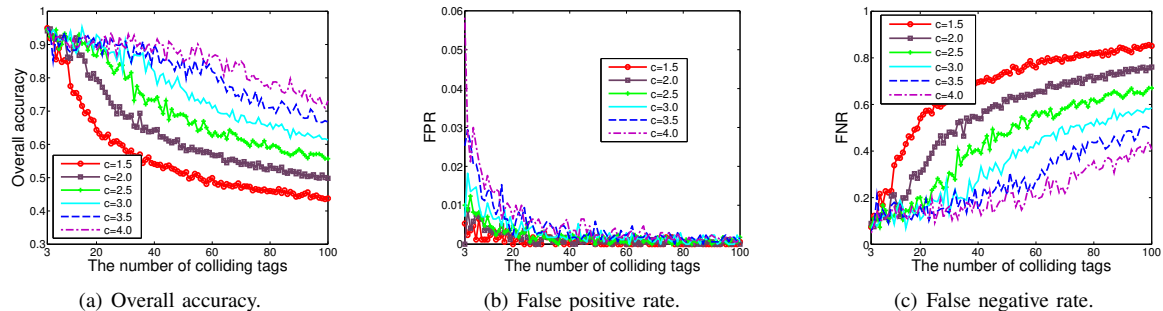 1
0.9
0.8
0.7
0.6
0.5
0.4
0.3
3
20
40
60
80
100
Overall accuracy
The number of colliding tags
c=1.5
c=2.0
c=2.5
c=3.0
c=3.5
c=4.0
(a) Overall accuracy.
0.06
0.05
0.04
0.03
0.02
0.01
0
3
20
40
60
80
100
FPR
The number of colliding tags
c=1.5
c=2.0
c=2.5
c=3.0
c=3.5
c=4.0
(b) False positive rate.
1
0.8
0.6
0.4
0.2
0
3
20
40
60
80
100
FNR
The number of colliding tags
c=1.5
c=2.0
c=2.5
c=3.0
c=3.5
c=4.0
(c) False negative rate.